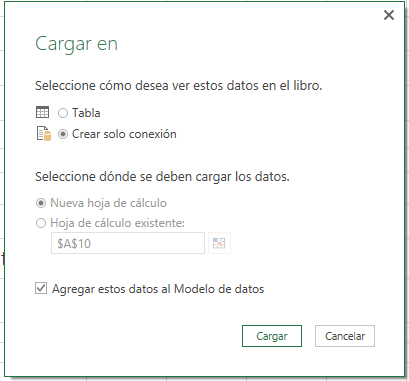 Cargar en
Seleccione cómo desea ver estos datos en el libro.
Tabla
Crear solo conexión
Seleccione dónde se deben cargar los datos.
Nueva hoja de cálculo
Hoja de cálculo existente:
$A$10
Agregar estos datos al Modelo de datos
Cargar Cancelar